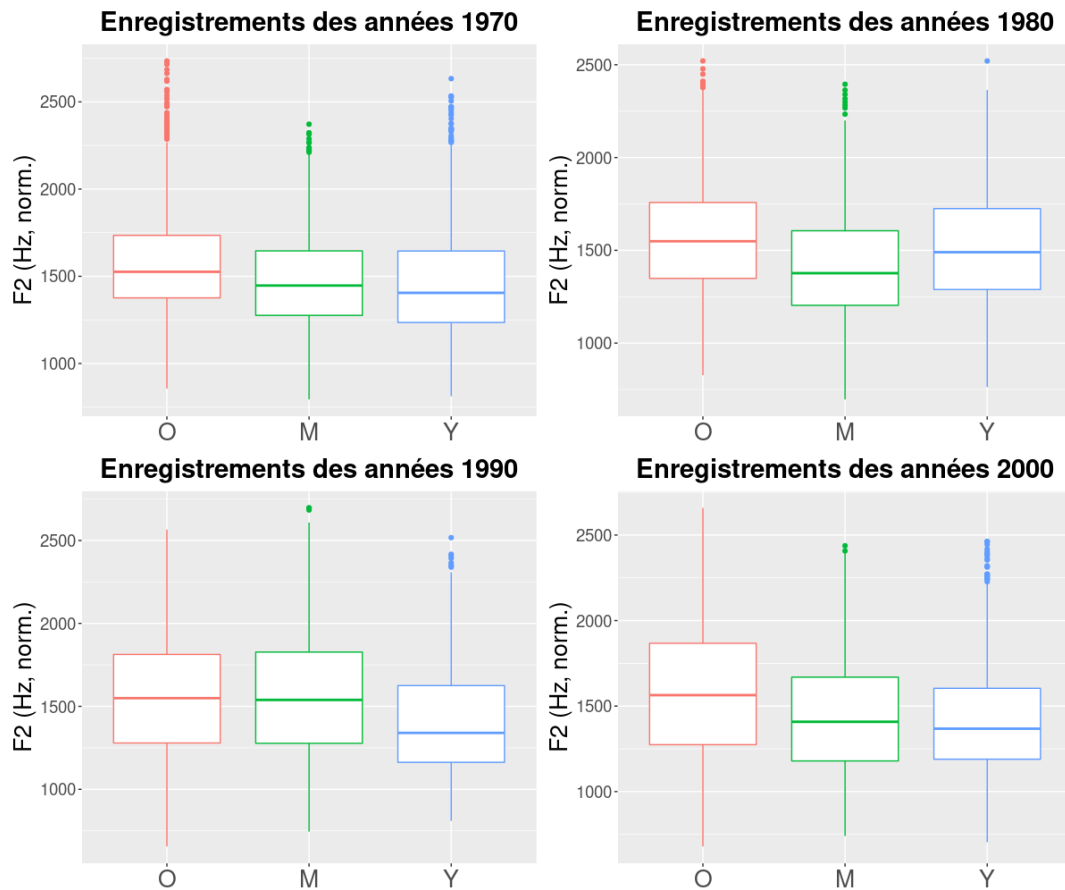 Enregistrements des années 1970
F2 (Hz, norm.)
2500
2000
1500
1000
O M Y
Enregistrements des années 1980
F2 (Hz, norm.)
2500
2000
1500
1000
O M Y
Enregistrements des années 1990
F2 (Hz, norm.)
2500
2000
1500
1000
O M Y
Enregistrements des années 2000
F2 (Hz, norm.)
2500
2000
1500
1000
O M Y